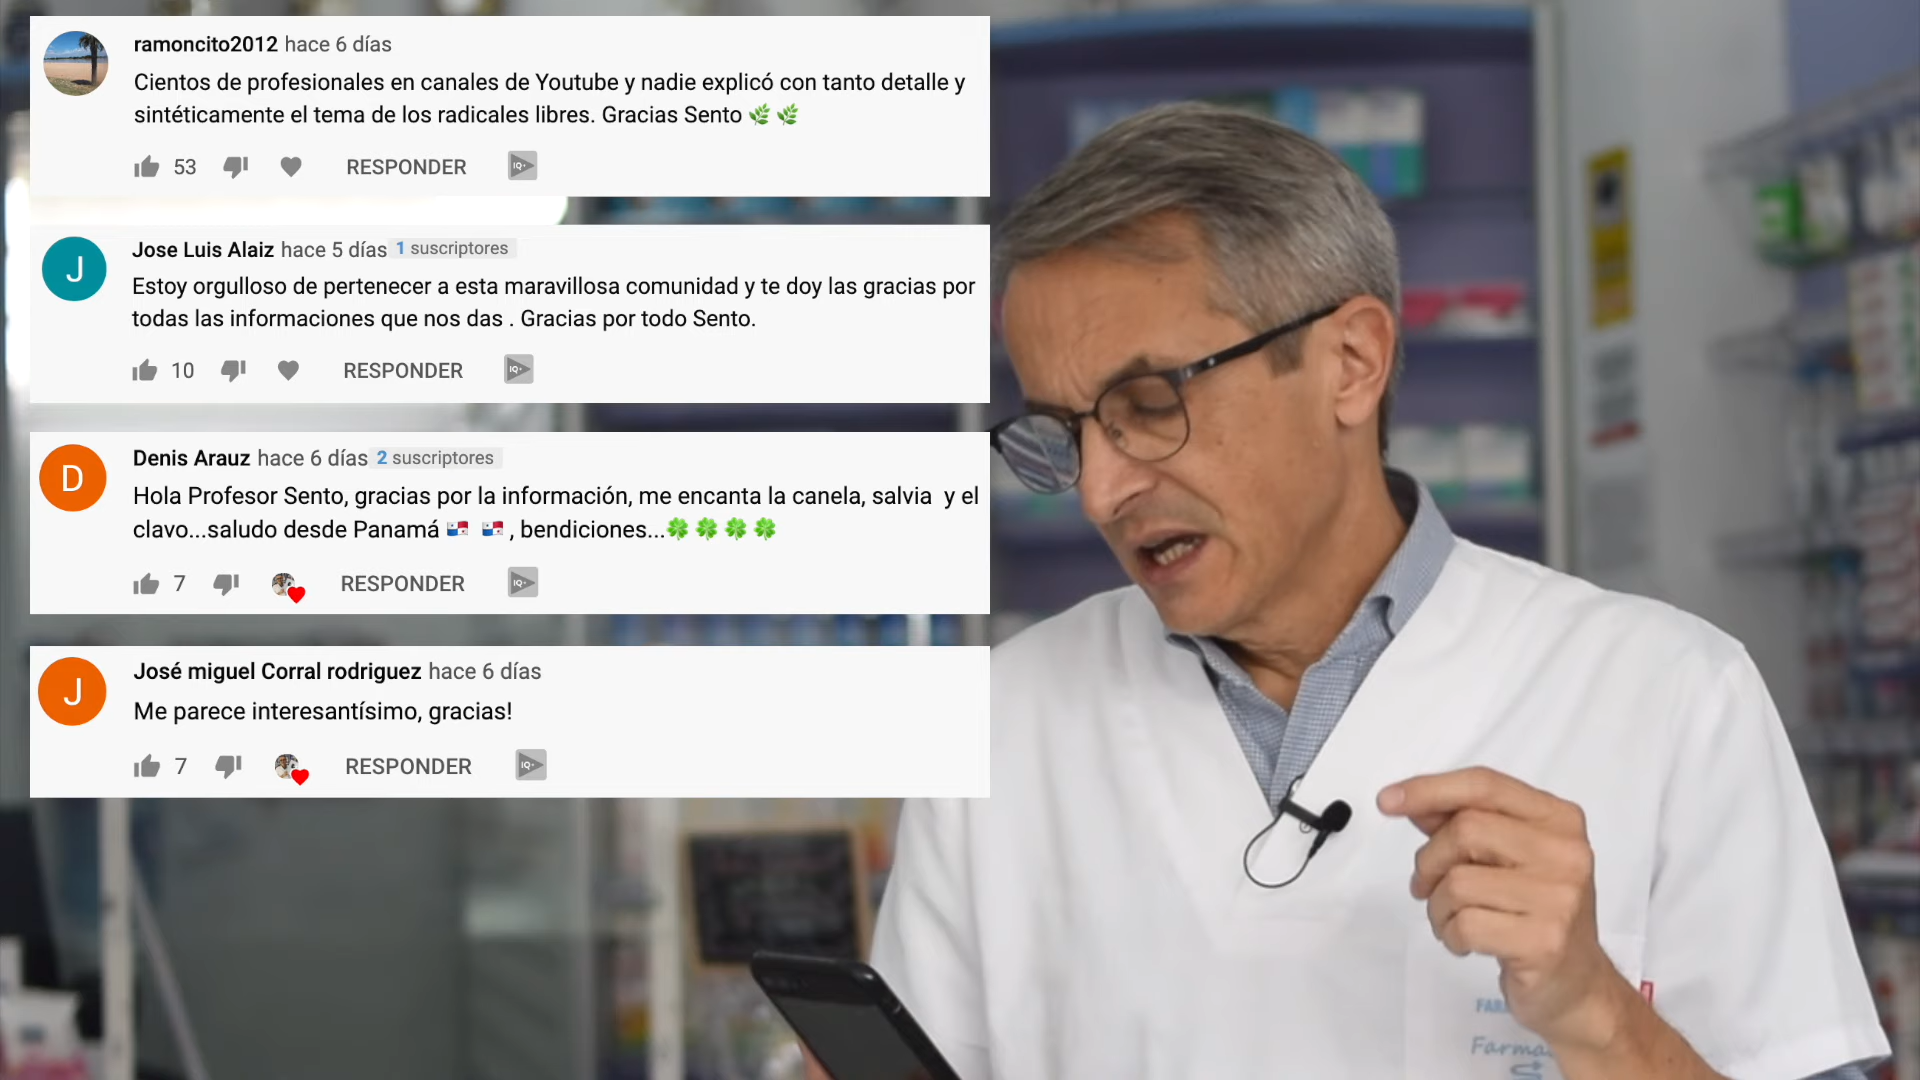 ramoncito2012 hace 6 días
Cientos de profesionales en canales de Youtube y nadie explicó con tanto detalle y
sintéticamente el tema de los radicales libres. Gracias Sento 🌿 🌿
53 RESPONDER IQ+
J
Jose Luis Alaiz hace 5 días 1 suscriptores
Estoy orgulloso de pertenecer a esta maravillosa comunidad y te doy las gracias por
todas las informaciones que nos das . Gracias por todo Sento.
10 RESPONDER IQ+
D
Denis Arauz hace 6 días 2 suscriptores
Hola Profesor Sento, gracias por la información, me encanta la canela, salvia y el
clavo...saludo desde Panamá 🇵🇦 🇵🇦 , bendiciones...🍀 🍀 🍀 🍀
7 RESPONDER IQ+
J
José miguel Corral rodriguez hace 6 días
Me parece interesantísimo, gracias!
7 RESPONDER IQ+